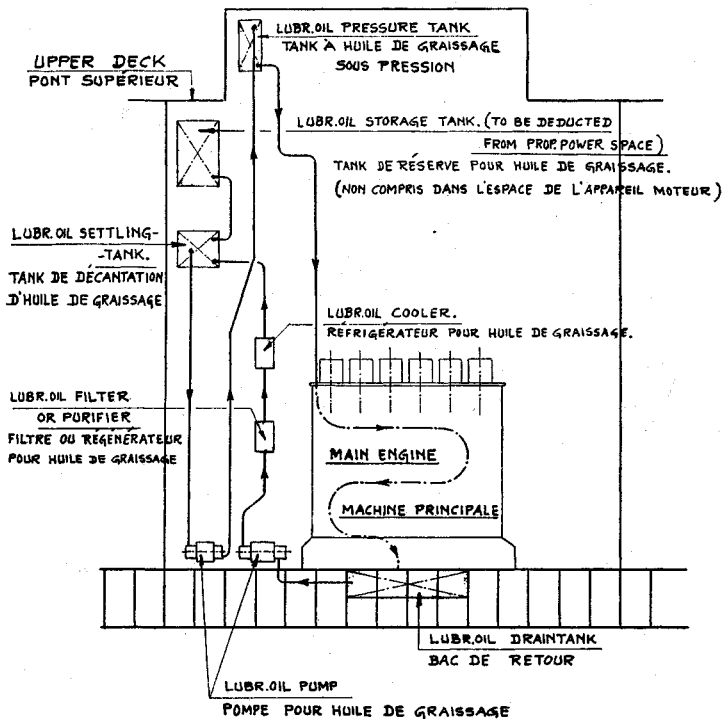 LUBR.OIL PRESSURE TANK
TANK À HUILE DE GRAISSAGE
SOUS PRESSION
UPPER DECK
PONT SUPÉRIEUR
LUBR.OIL STORAGE TANK. (TO BE DEDUCTED
FROM PROP. POWER SPACE)
TANK DE RÉSERVE POUR HUILE DE GRAISSAGE.
(NON COMPRIS DANS L'ESPACE DE L'APPAREIL MOTEUR)
LUBR.OIL SETTLING-
-TANK.
TANK DE DÉCANTATION
D'HUILE DE GRAISSAGE
LUBR.OIL COOLER.
RÉFRIGÉRATEUR POUR HUILE DE GRAISSAGE.
LUBR.OIL FILTER
OR PURIFIER
FILTRE OU RÉGÉNÉRATEUR
POUR HUILE DE GRAISSAGE
MAIN ENGINE
MACHINE PRINCIPALE
LUBR.OIL DRAINTANK
BAC DE RETOUR
LUBR.OIL PUMP
POMPE POUR HUILE DE GRAISSAGE